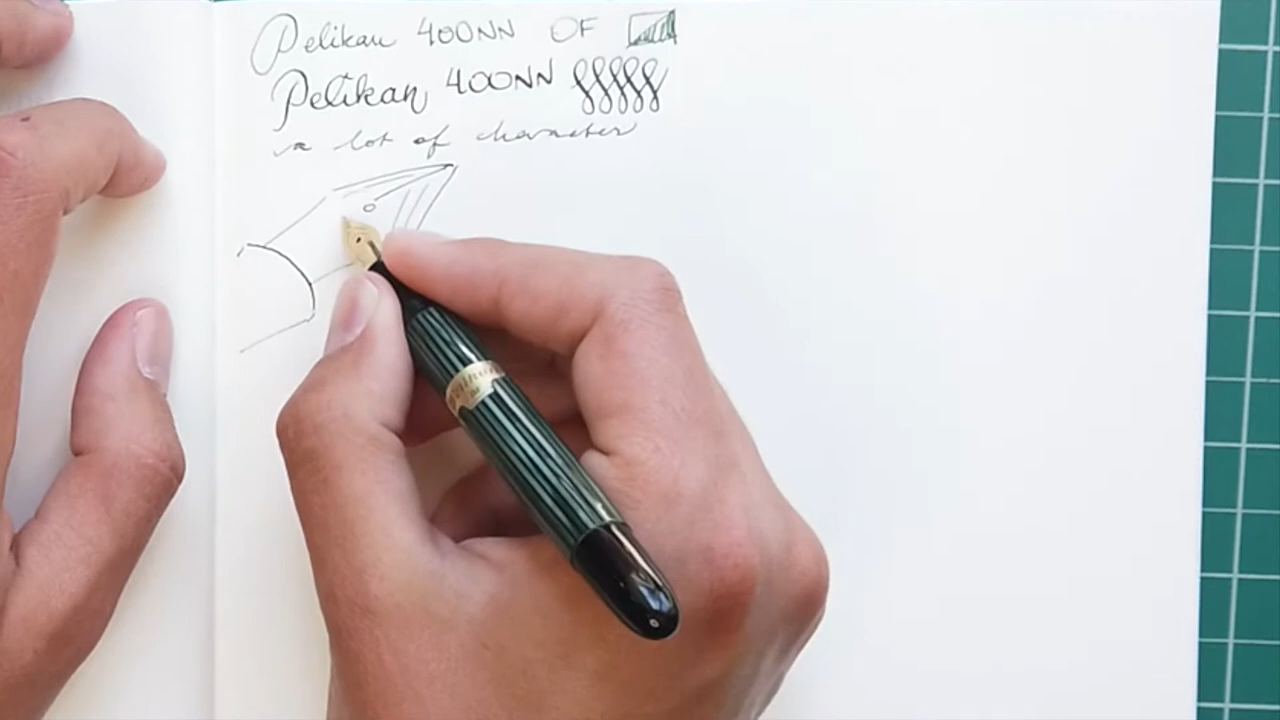 Pelikan 400NN OF
Pelikan 400NN
a lot of character